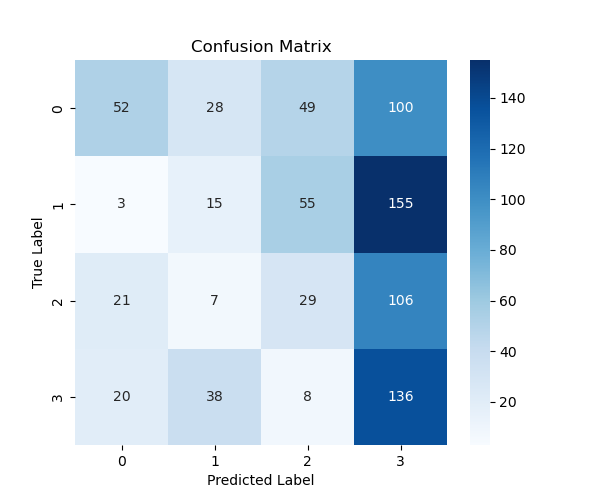 Confusion Matrix
0 52 28 49 100
1 3 15 55 155
2 21 7 29 106
3 20 38 8 136
0 1 2 3
Predicted Label
True Label
140
120
100
80
60
40
20